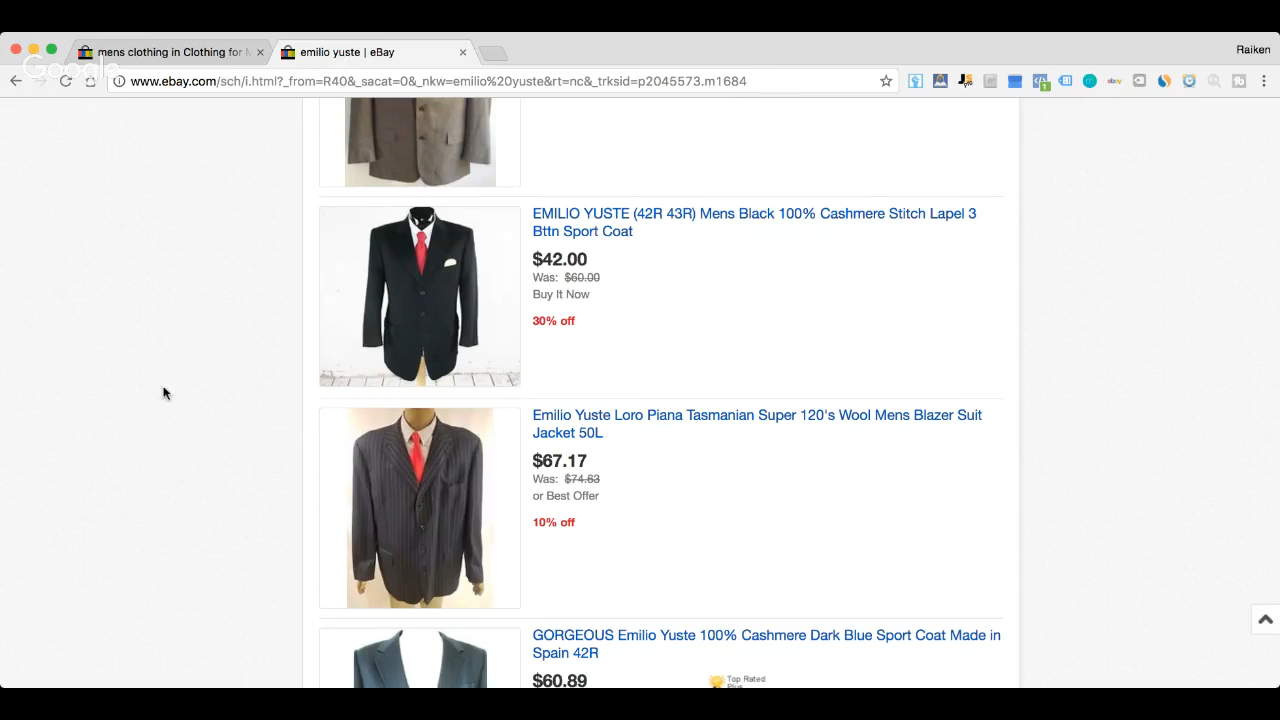 mens clothing in Clothing for M
emilio yuste | eBay
Raiken
Google
www.ebay.com/sch/i.html?_from=R40&_sacat=0&_nkw=emilio%20yuste&rt=nc&_trksid=p2045573.m1684
1
EMILIO YUSTE (42R 43R) Mens Black 100% Cashmere Stitch Lapel 3
Bttn Sport Coat
$42.00
Was: $60.00
Buy It Now
30% off
Emilio Yuste Loro Piana Tasmanian Super 120's Wool Mens Blazer Suit
Jacket 50L
$67.17
Was: $74.63
or Best Offer
10% off
GORGEOUS Emilio Yuste 100% Cashmere Dark Blue Sport Coat Made in
Spain 42R
$60.89
Top Rated
Plus